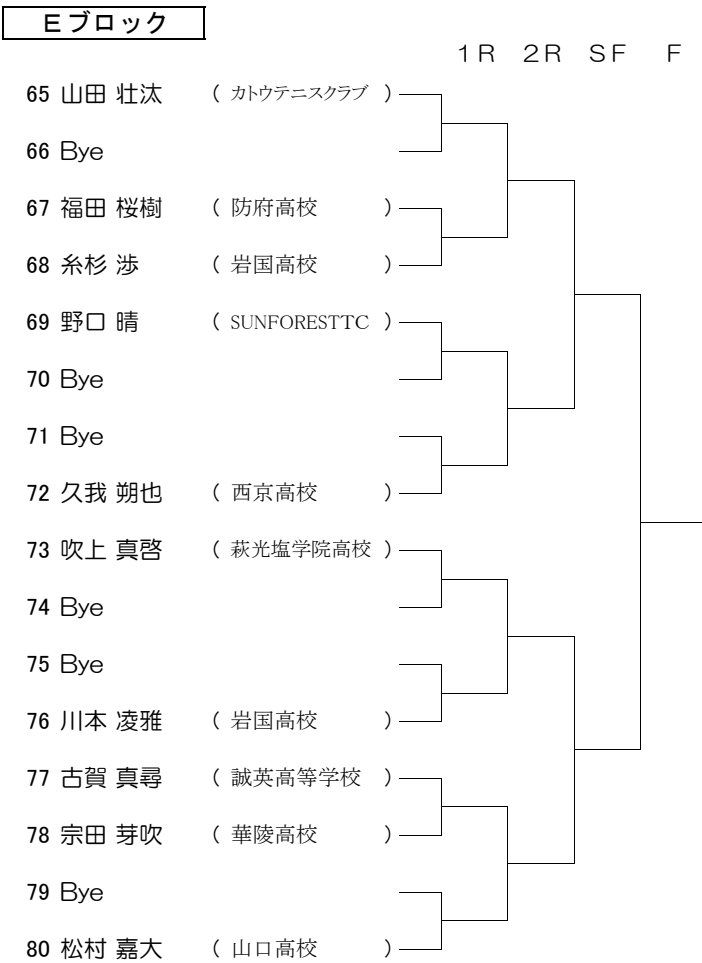 Eブロック
1R 2R SF F
65 山田 壮汰 ( カトウテニスクラブ )
66 Bye
67 福田 桜樹 ( 防府高校 )
68 糸杉 渉 ( 岩国高校 )
69 野口 晴 ( SUNFORESTTC )
70 Bye
71 Bye
72 久我 朔也 ( 西京高校 )
73 吹上 真啓 ( 萩光塩学院高校 )
74 Bye
75 Bye
76 川本 凌雅 ( 岩国高校 )
77 古賀 真尋 ( 誠英高等学校 )
78 宗田 芽吹 ( 華陵高校 )
79 Bye
80 松村 嘉大 ( 山口高校 )